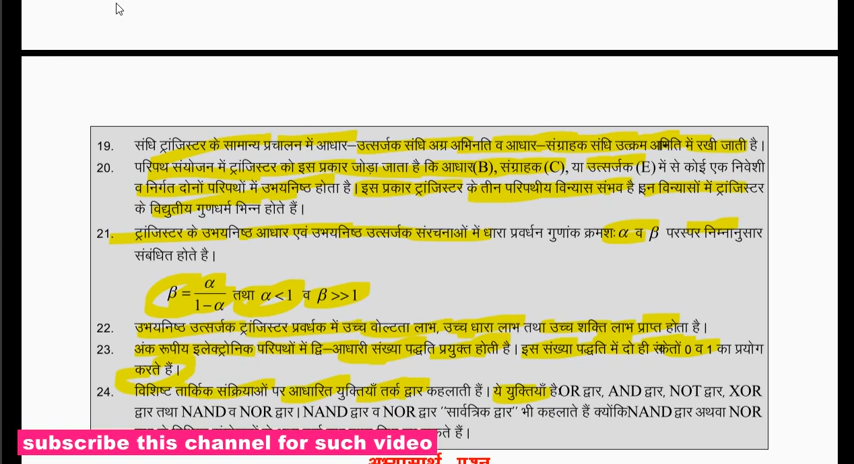 19. संधि ट्रांजिस्टर के सामान्य प्रचालन में आधार–उत्सर्जक संधि अग्र अभिनति व आधार–संग्राहक संधि उत्क्रम अभिनति में रखी जाती है।
20. परिपथ संयोजन में ट्रांजिस्टर को इस प्रकार जोड़ा जाता है कि आधार(B), संग्राहक (C), या उत्सर्जक (E) में से कोई एक निवेशी
व निर्गत दोनों परिपथों में उभयनिष्ठ होता है। इस प्रकार ट्रांजिस्टर के तीन परिपथीय विन्यास संभव है इन विन्यासों में ट्रांजिस्टर
के विद्युतीय गुणधर्म भिन्न होते हैं।
21. ट्रांजिस्टर के उभयनिष्ठ आधार एवं उभयनिष्ठ उत्सर्जक संरचनाओं में धारा प्रवर्धन गुणांक क्रमशः α व β परस्पर निम्नानुसार
संबंधित होते है।
β = α/(1−α) तथा α < 1 व β >> 1
22. उभयनिष्ठ उत्सर्जक ट्रांजिस्टर प्रवर्धक में उच्च वोल्टता लाभ, उच्च धारा लाभ तथा उच्च शक्ति लाभ प्राप्त होता है।
23. अंक रूपीय इलेक्ट्रोनिक परिपथों में द्वि–आधारी संख्या पद्धति प्रयुक्त होती है। इस संख्या पद्धति में दो ही संकेतों 0 व 1 का प्रयोग
करते हैं।
24. विशिष्ट तार्किक संक्रियाओं पर आधारित युक्तियाँ तर्क द्वार कहलाती हैं। ये युक्तियाँ है OR द्वार, AND द्वार, NOT द्वार, XOR
द्वार तथा NAND व NOR द्वार। NAND द्वार व NOR द्वार "सार्वत्रिक द्वार" भी कहलाते हैं क्योंकि NAND द्वार अथवा NOR
हैं।
subscribe this channel for such video
अभ्यासार्थ प्रश्न